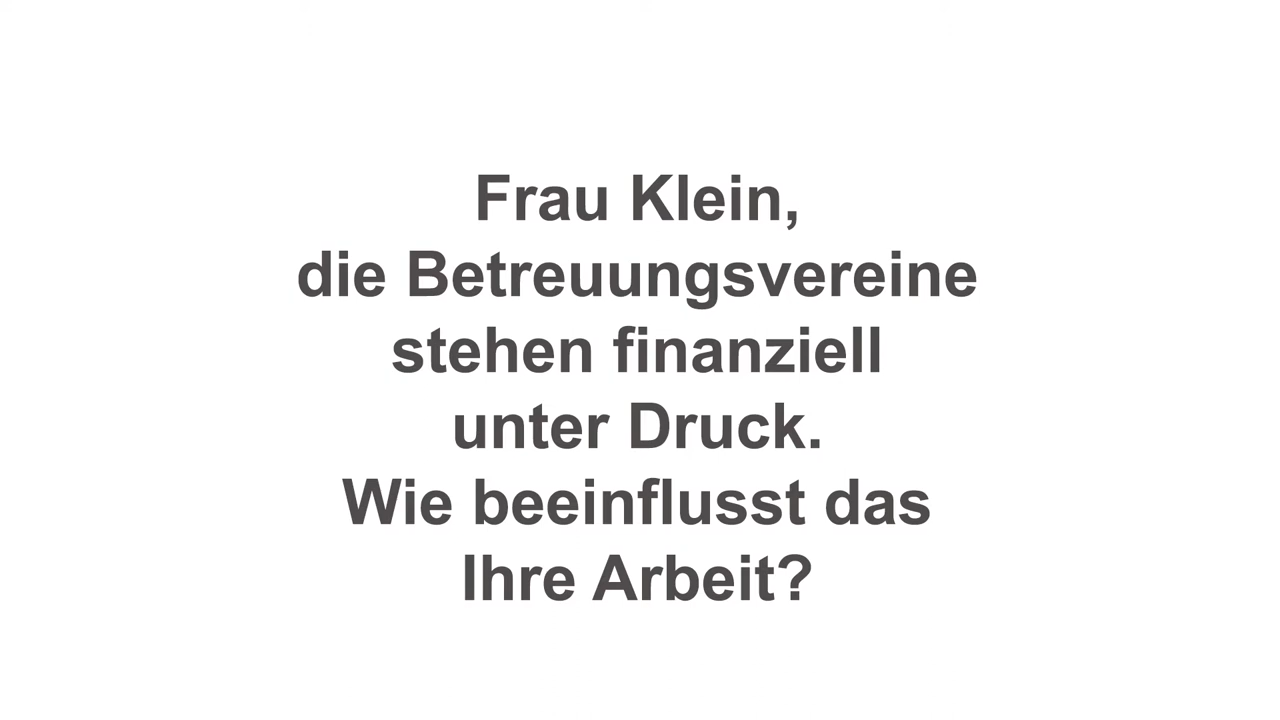 Frau Klein,
die Betreuungsvereine
stehen finanziell
unter Druck.
Wie beeinflusst das
Ihre Arbeit?